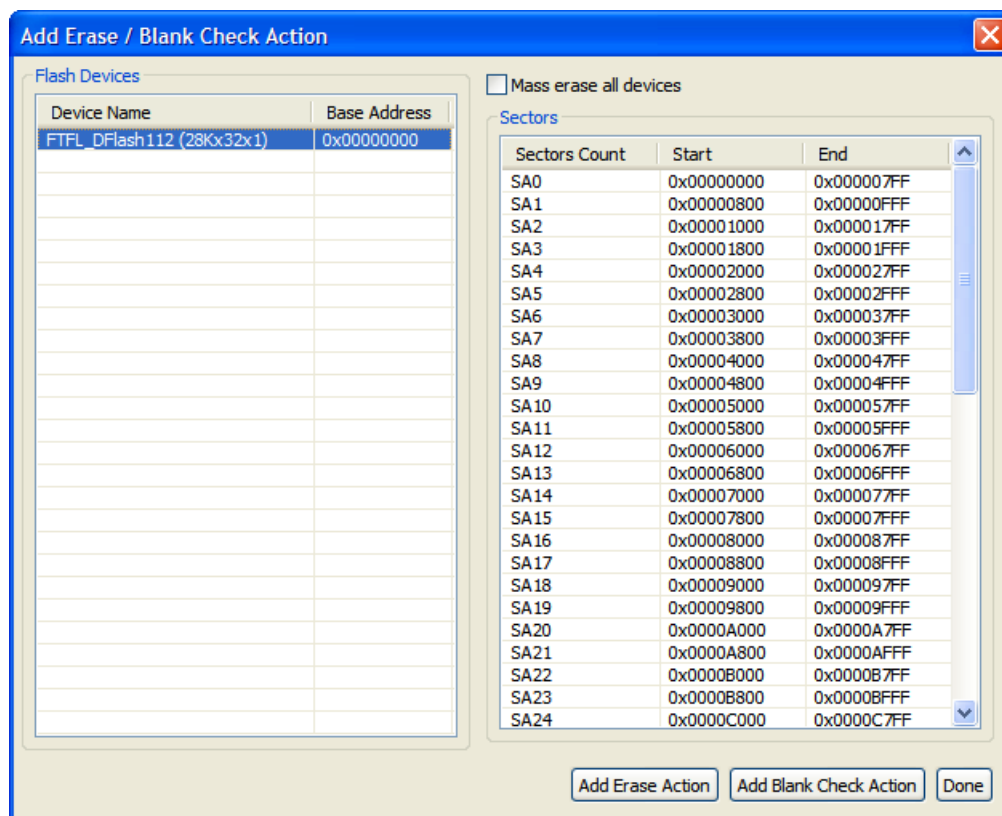 Add Erase / Blank Check Action
Flash Devices
Device Name Base Address
FTFL_DFlash112 (28Kx32x1) 0x00000000
Mass erase all devices
Sectors
Sectors Count Start End
SA0 0x00000000 0x000007FF
SA1 0x00000800 0x00000FFF
SA2 0x00001000 0x000017FF
SA3 0x00001800 0x00001FFF
SA4 0x00002000 0x000027FF
SA5 0x00002800 0x00002FFF
SA6 0x00003000 0x000037FF
SA7 0x00003800 0x00003FFF
SA8 0x00004000 0x000047FF
SA9 0x00004800 0x00004FFF
SA10 0x00005000 0x000057FF
SA11 0x00005800 0x00005FFF
SA12 0x00006000 0x000067FF
SA13 0x00006800 0x00006FFF
SA14 0x00007000 0x000077FF
SA15 0x00007800 0x00007FFF
SA16 0x00008000 0x000087FF
SA17 0x00008800 0x00008FFF
SA18 0x00009000 0x000097FF
SA19 0x00009800 0x00009FFF
SA20 0x0000A000 0x0000A7FF
SA21 0x0000A800 0x0000AFFF
SA22 0x0000B000 0x0000B7FF
SA23 0x0000B800 0x0000BFFF
SA24 0x0000C000 0x0000C7FF
Add Erase Action Add Blank Check Action Done